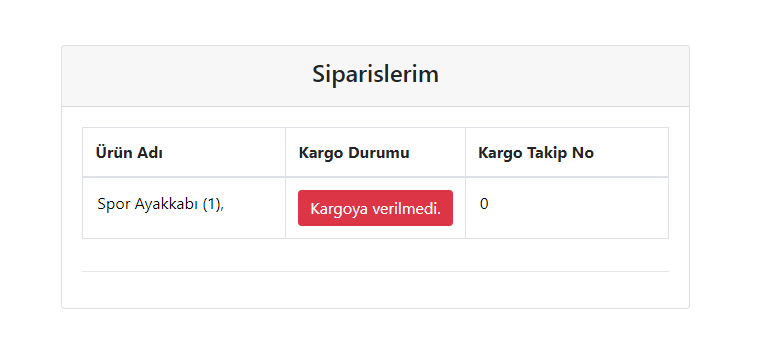 Siparislerim
Ürün Adı Kargo Durumu Kargo Takip No
Spor Ayakkabı (1), Kargoya verilmedi. 0